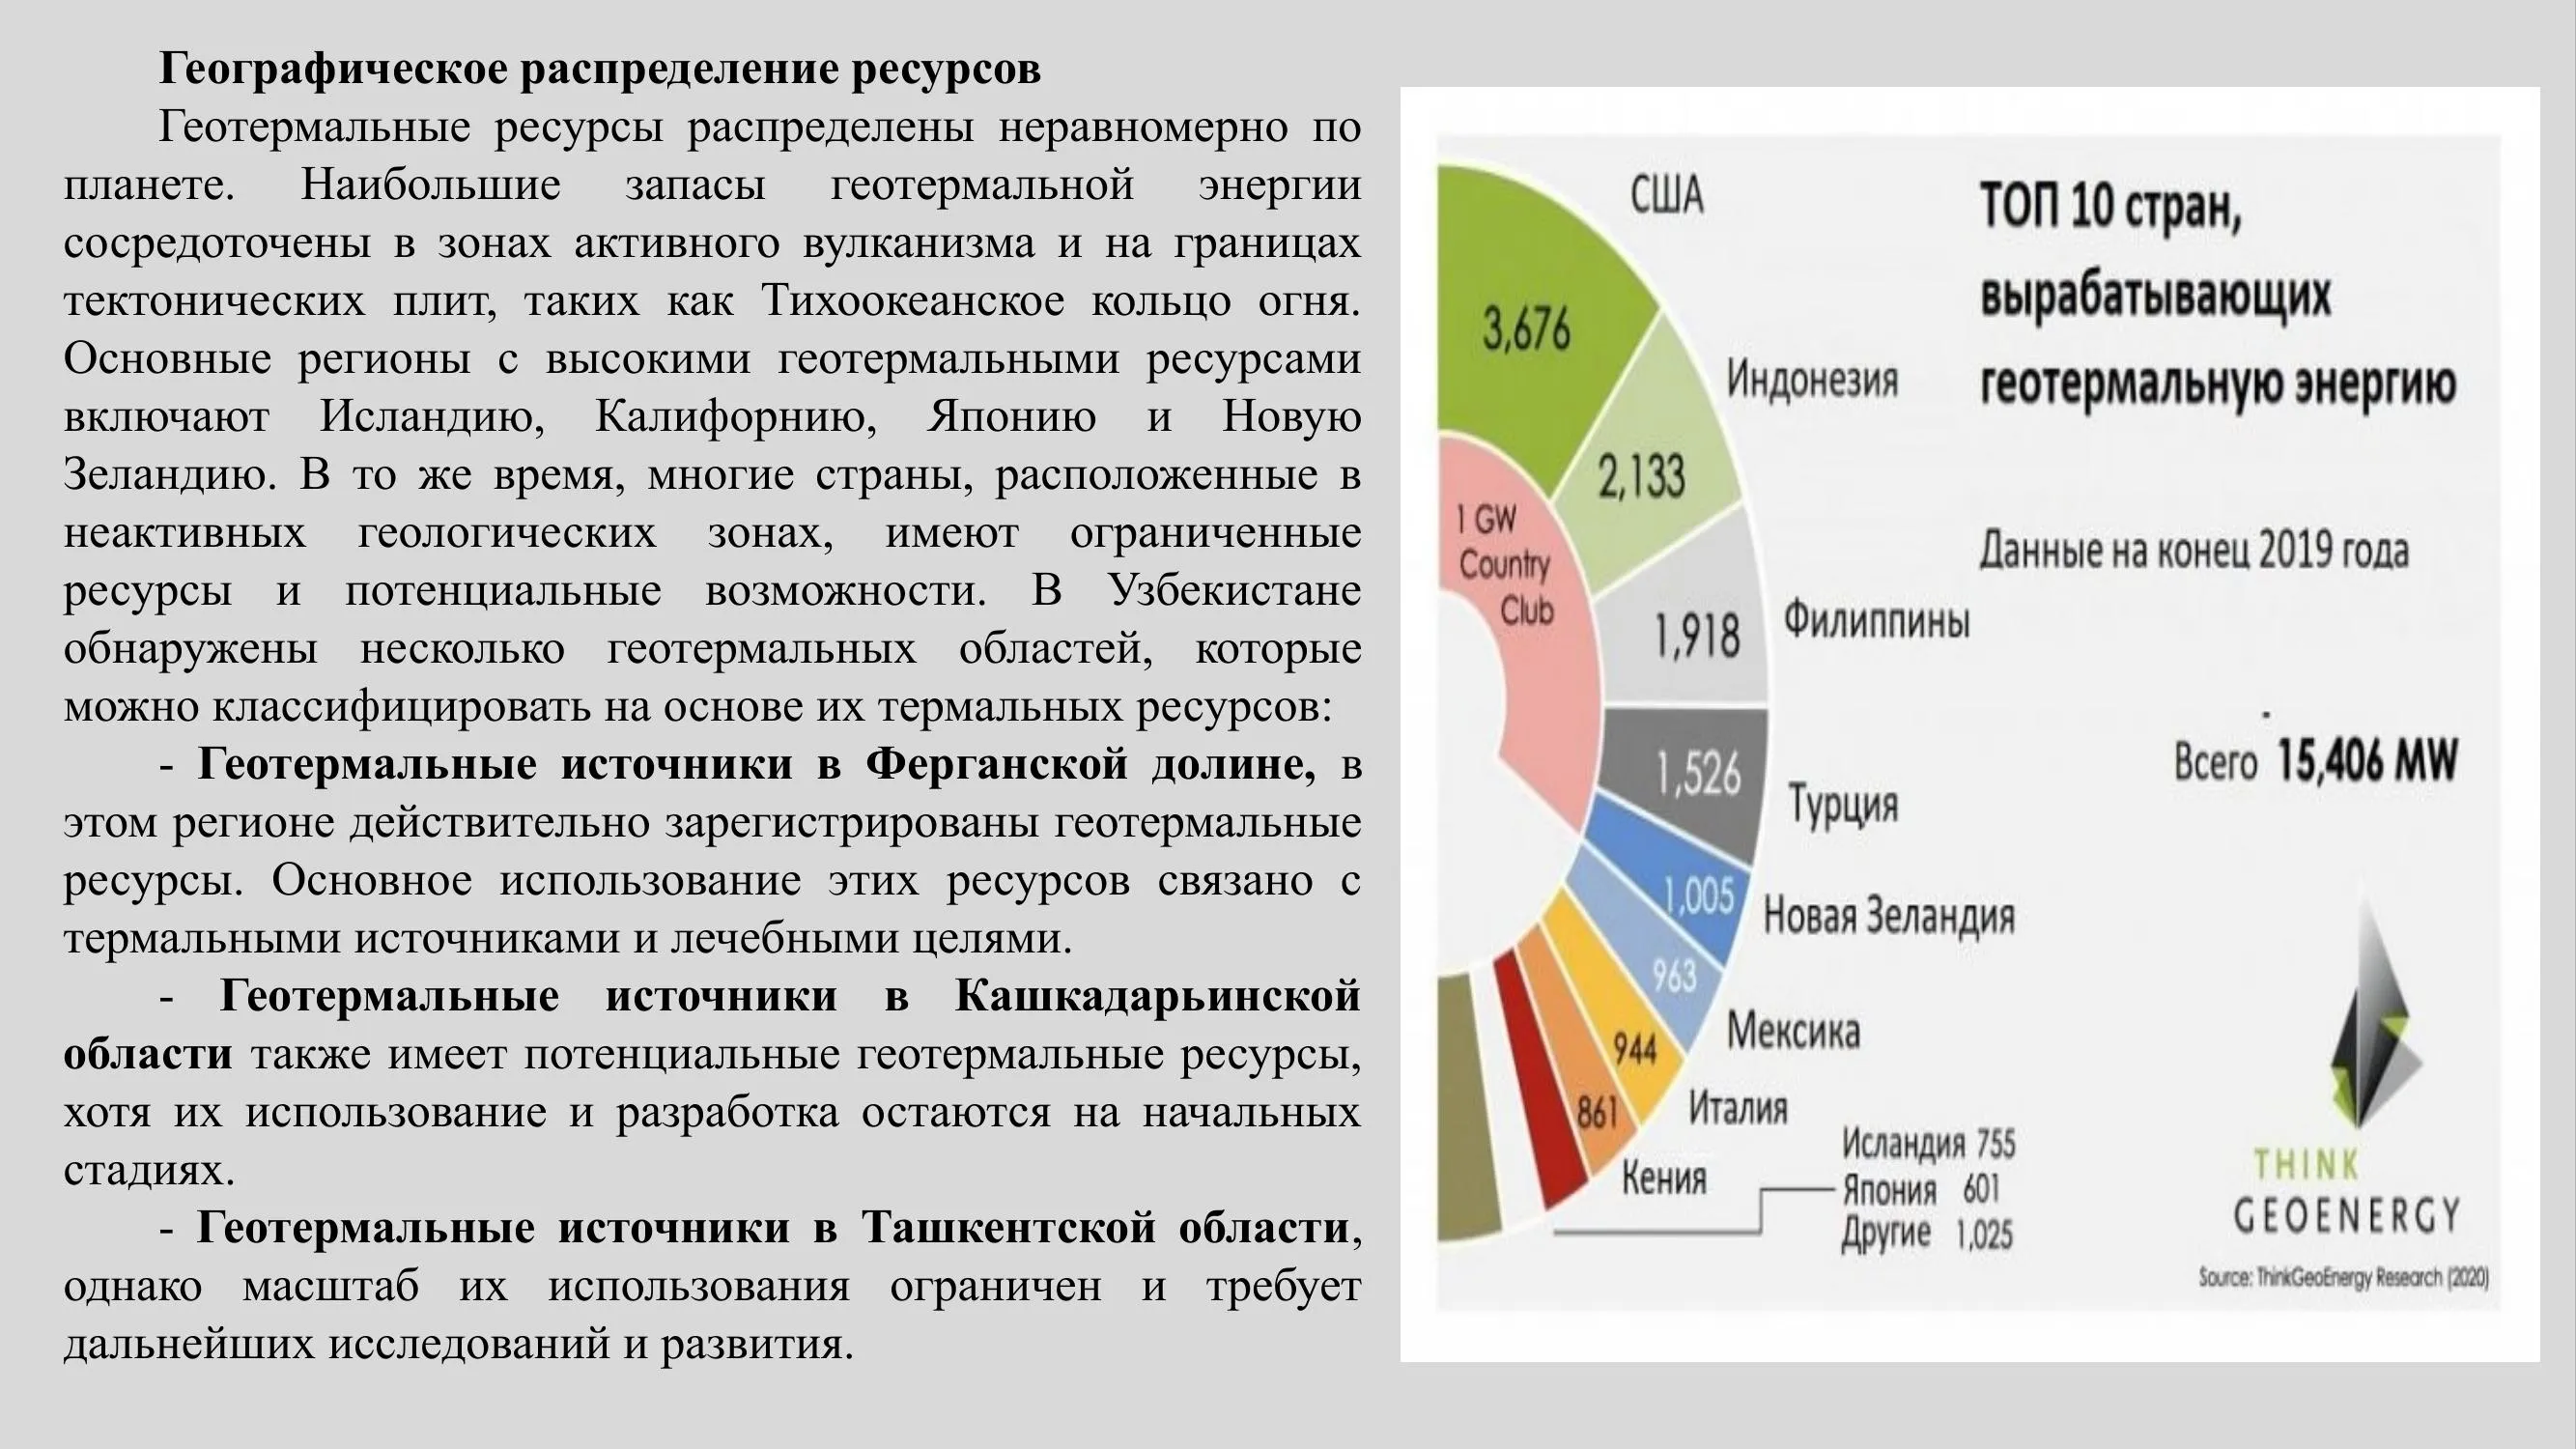 Географическое распределение ресурсов
Геотермальные ресурсы распределены неравномерно по
планете. Наибольшие запасы геотермальной энергии
сосредоточены в зонах активного вулканизма и на границах
тектонических плит, таких как Тихоокеанское кольцо огня.
Основные регионы с высокими геотермальными ресурсами
включают Исландию, Калифорнию, Японию и Новую
Зеландию. В то же время, многие страны, расположенные в
неактивных геологических зонах, имеют ограниченные
ресурсы и потенциальные возможности. В Узбекистане
обнаружены несколько геотермальных областей, которые
можно классифицировать на основе их термальных ресурсов:
- Геотермальные источники в Ферганской долине, в
этом регионе действительно зарегистрированы геотермальные
ресурсы. Основное использование этих ресурсов связано с
термальными источниками и лечебными целями.
- Геотермальные источники в Кашкадарьинской
области также имеет потенциальные геотермальные ресурсы,
хотя их использование и разработка остаются на начальных
стадиях.
- Геотермальные источники в Ташкентской области,
однако масштаб их использования ограничен и требует
дальнейших исследований и развития.
ТОП 10 стран,
вырабатывающих
геотермальную энергию
Данные на конец 2019 года
-
Всего 15,406 MW
США
3,676
Индонезия
2,133
1 GW
Country
Club
Филиппины
1,918
Турция
1,526
Новая Зеландия
1,005
Мексика
963
Италия
944
Кения
861
Исландия 755
Япония 601
Другие 1,025
THINK
GEOENERGY
Source: ThinkGeoEnergy Research (2020)